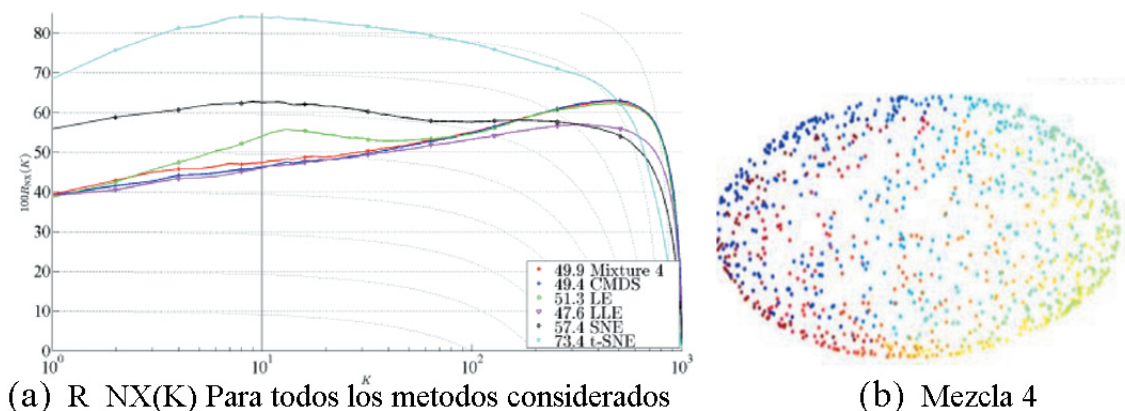 80
70
60
50
40
30
20
10
0
100R_NX(K)
10^0
10^1
10^2
10^3
K
49.9 Mixture 4
49.4 CMDS
51.3 LE
47.6 LLE
57.4 SNE
73.4 t-SNE
(a) R_NX(K) Para todos los metodos considerados
(b) Mezcla 4